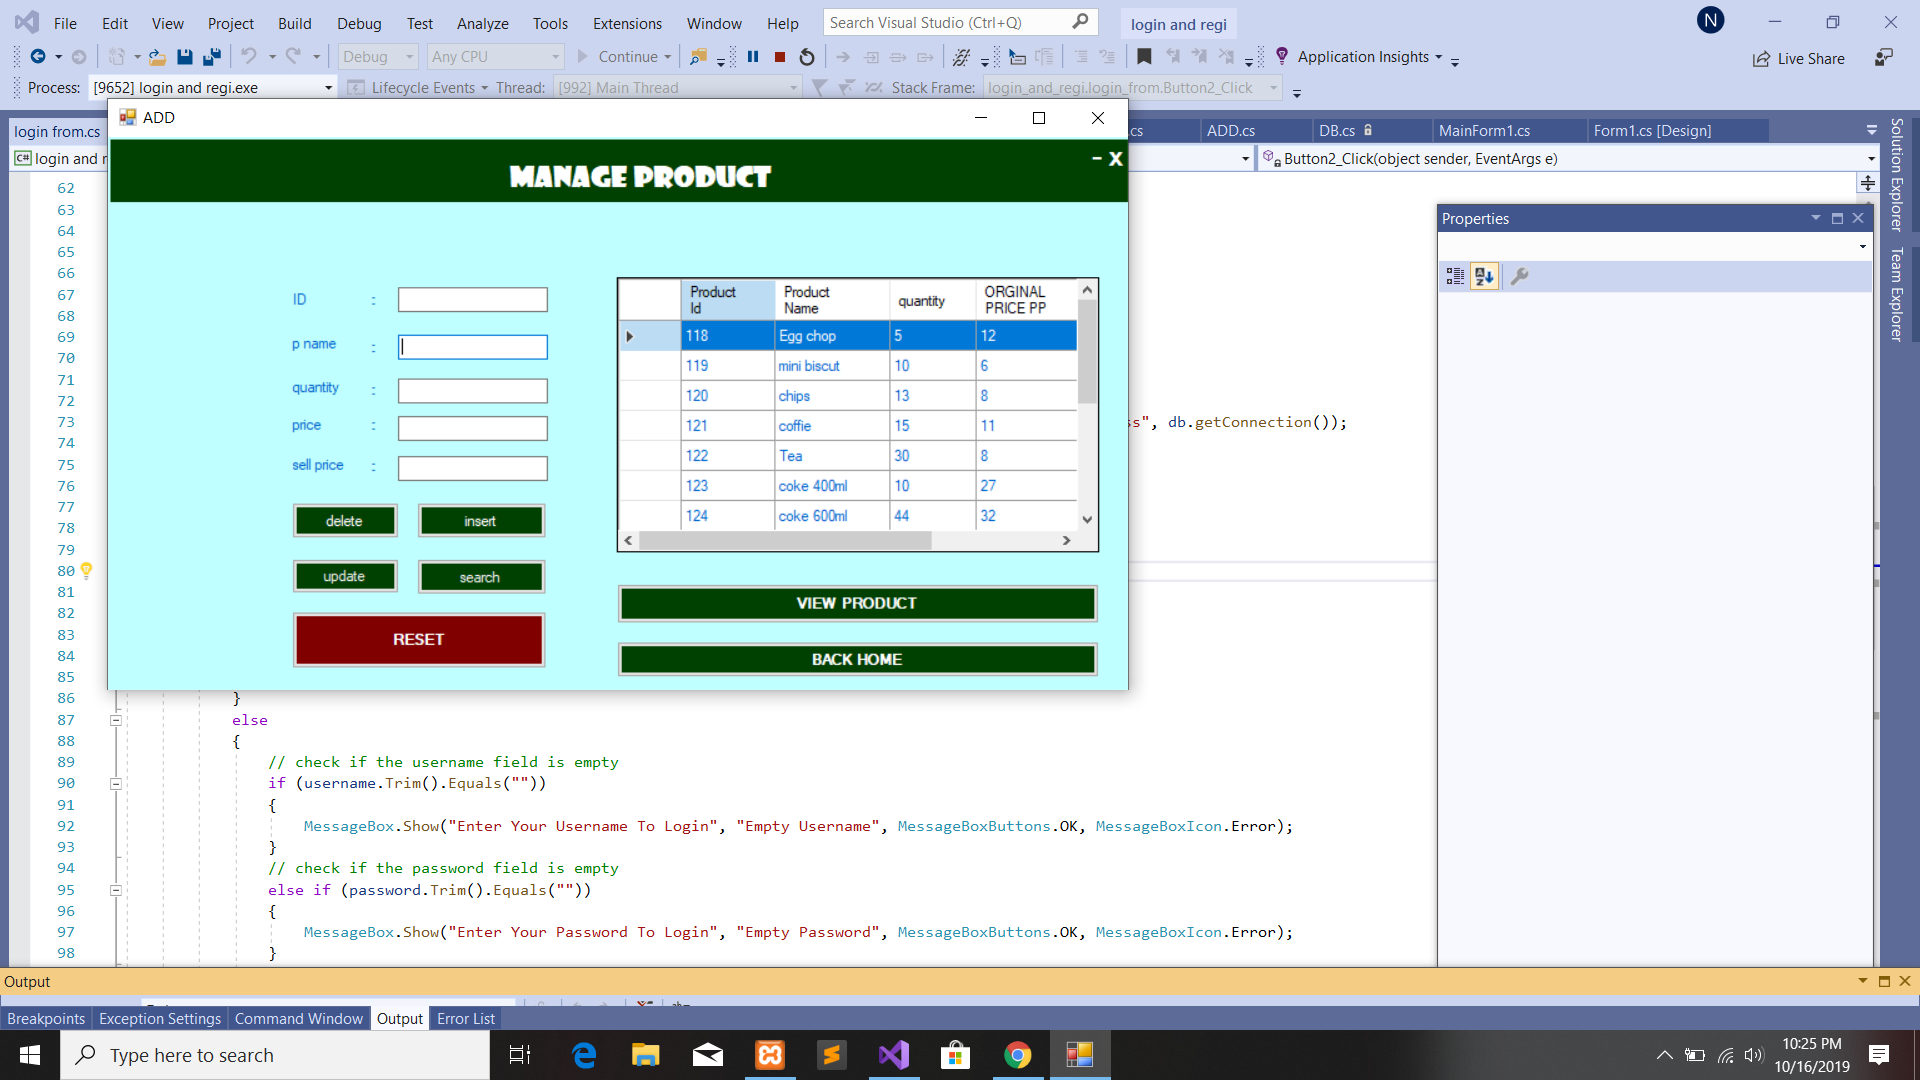 File Edit View Project Build Debug Test Analyze Tools Extensions Window Help Search Visual Studio (Ctrl+Q) login and regi N
Debug Any CPU Continue Application Insights Live Share
Process: [9652] login and regi.exe Lifecycle Events Thread: [992] Main Thread Stack Frame: login_and_regi.login_from.Button2_Click
login from.cs .cs ADD.cs DB.cs MainForm1.cs Form1.cs [Design]
C# login and r Button2_Click(object sender, EventArgs e)
ADD
MANAGE PRODUCT - X
ID :
p name :
quantity :
price :
sell price :
delete insert
update search
RESET
Product Id Product Name quantity ORGINAL PRICE PP
118 Egg chop 5 12
119 mini biscut 10 6
120 chips 13 8
121 coffie 15 11
122 Tea 30 8
123 coke 400ml 10 27
124 coke 600ml 44 32
VIEW PRODUCT
BACK HOME
Properties
Solution Explorer
Team Explorer
62
63
64
65
66
67
68
69
70
71
72
73 ss", db.getConnection());
74
75
76
77
78
79
80
81
82
83
84
85
86 }
87 else
88 {
89 // check if the username field is empty
90 if (username.Trim().Equals(""))
91 {
92 MessageBox.Show("Enter Your Username To Login", "Empty Username", MessageBoxButtons.OK, MessageBoxIcon.Error);
93 }
94 // check if the password field is empty
95 else if (password.Trim().Equals(""))
96 {
97 MessageBox.Show("Enter Your Password To Login", "Empty Password", MessageBoxButtons.OK, MessageBoxIcon.Error);
98 }
Output
Breakpoints Exception Settings Command Window Output Error List
Type here to search
10:25 PM
10/16/2019